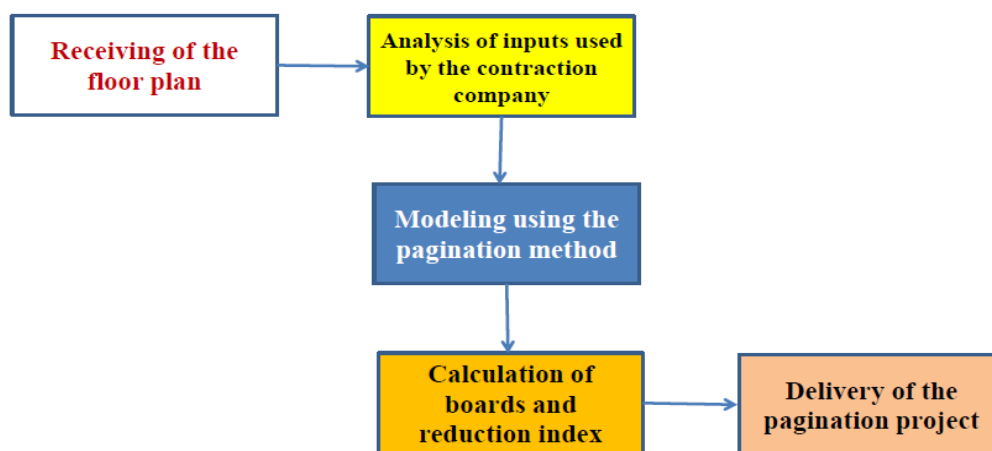 Receiving of the
floor plan
Analysis of inputs used
by the contraction
company
Modeling using the
pagination method
Calculation of
boards and
reduction index
Delivery of the
pagination project